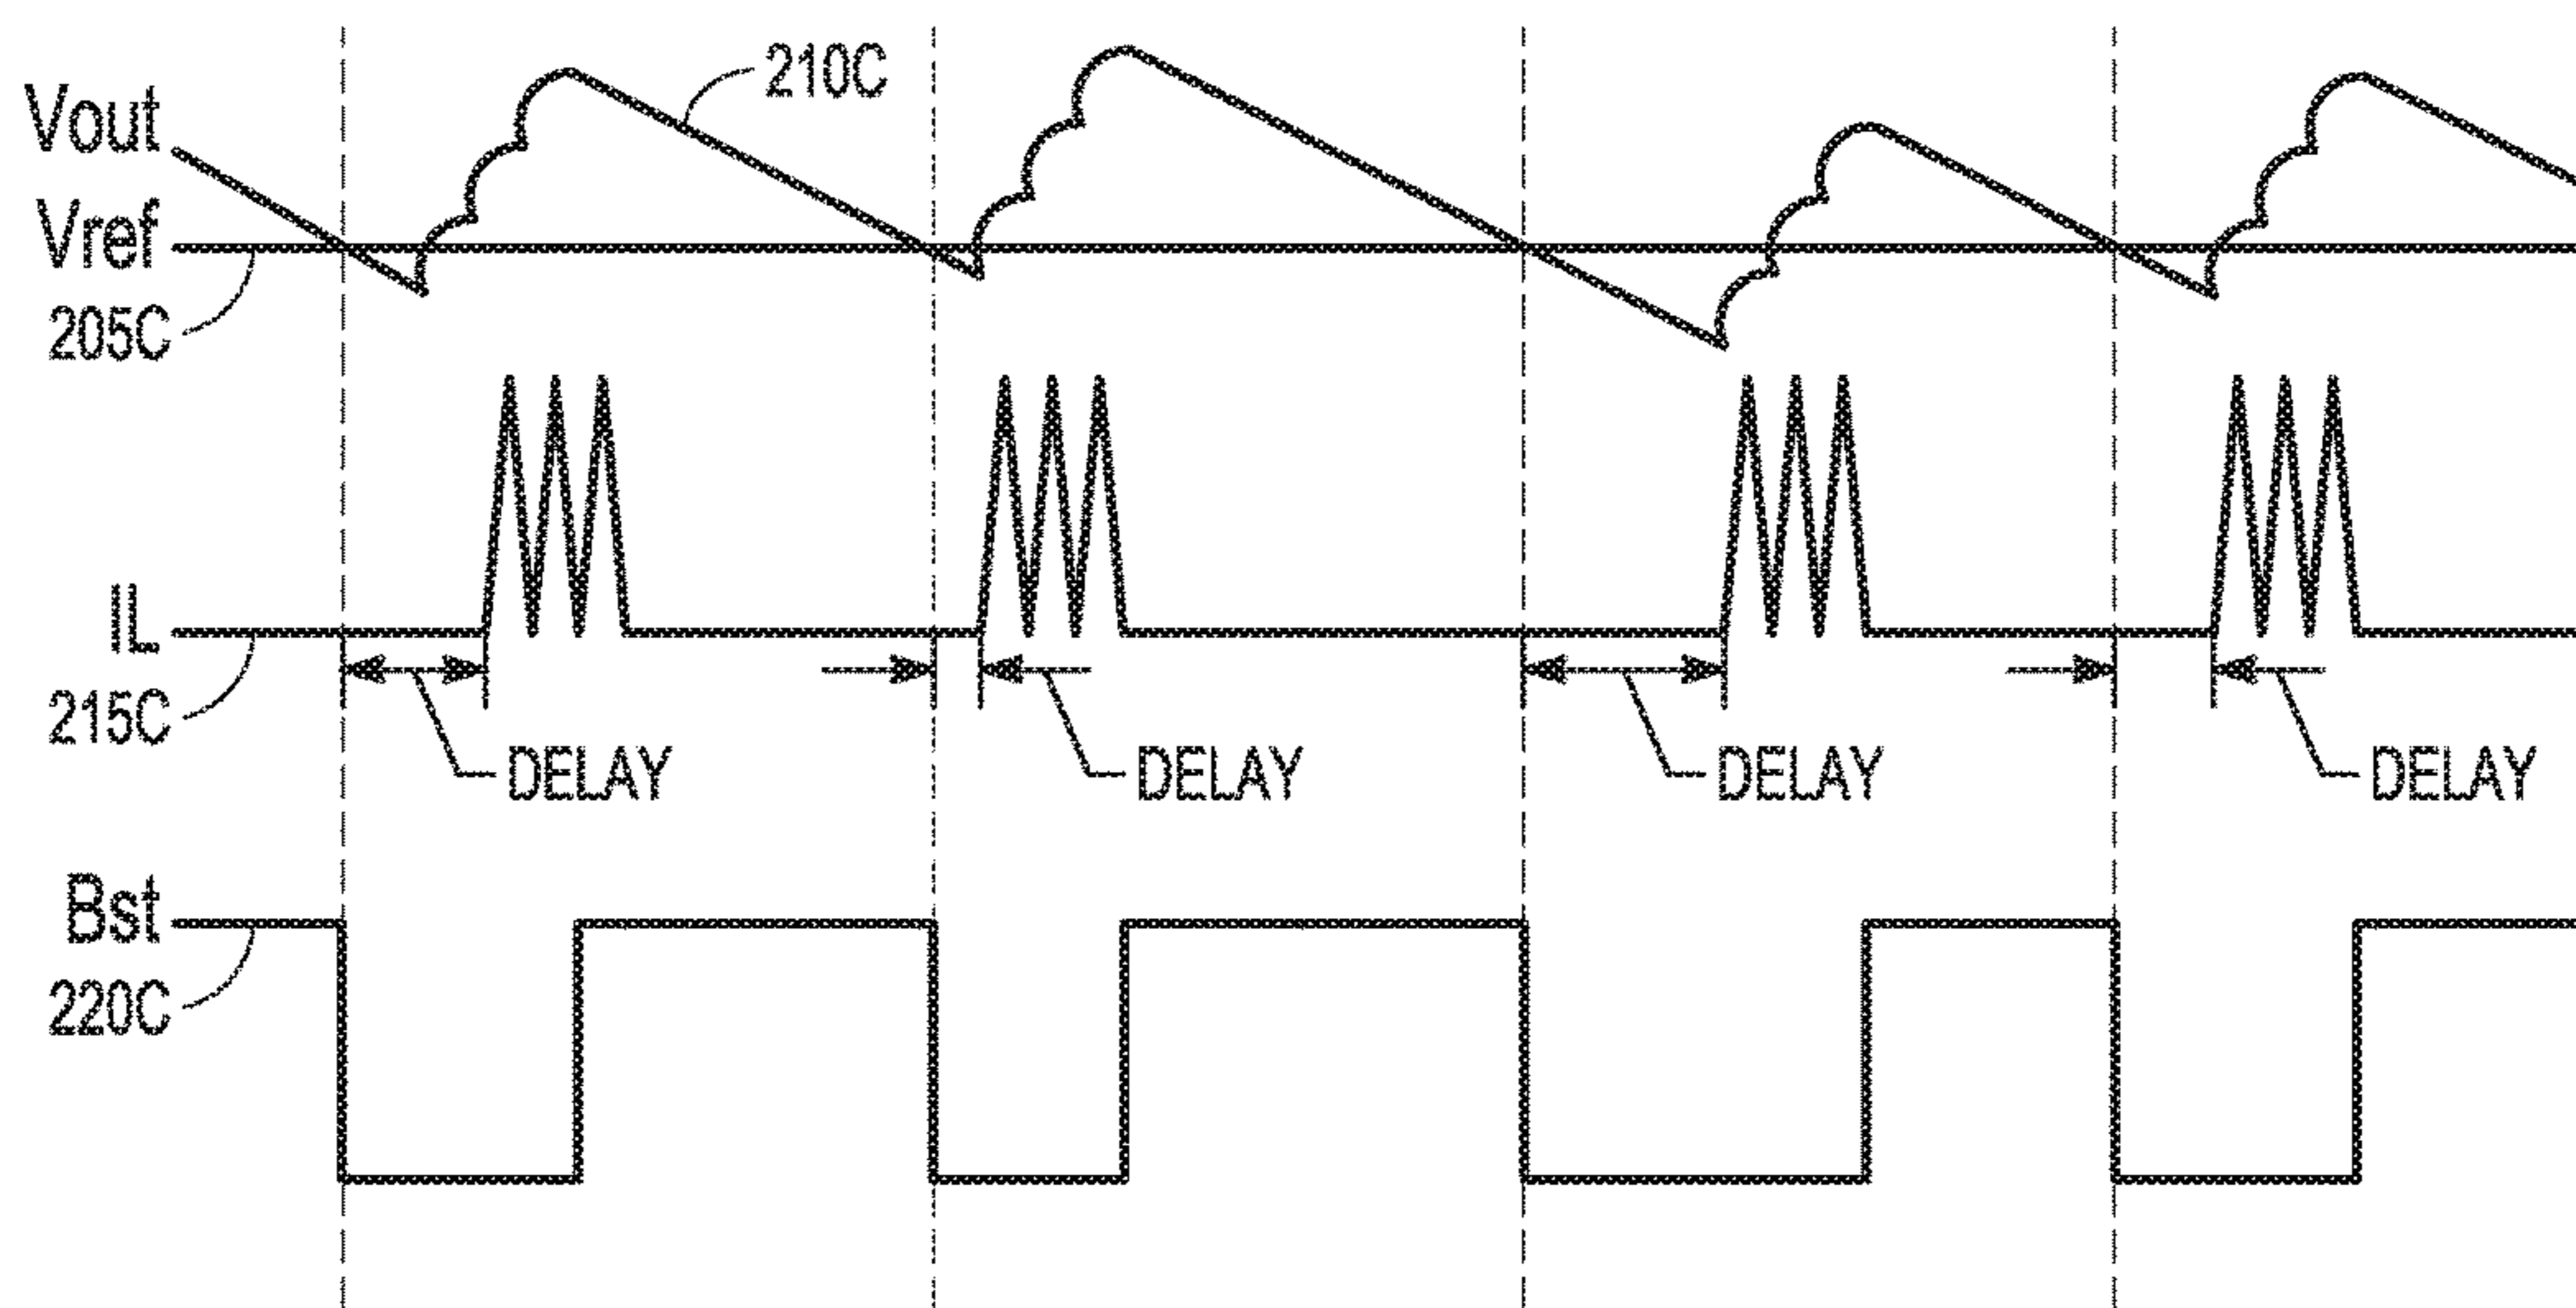 210C
Vout
Vref
205C
IL
215C
DELAY DELAY DELAY DELAY
Bst
220C